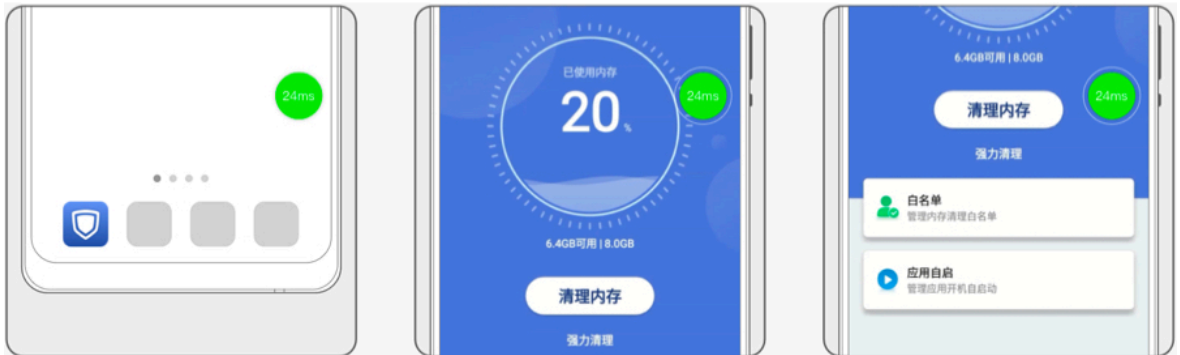 24ms
已使用内存
20%
24ms
6.4GB可用 | 8.0GB
清理内存
强力清理
6.4GB可用 | 8.0GB
24ms
清理内存
强力清理
白名单
管理内存清理白名单
应用自启
管理应用开机自启动